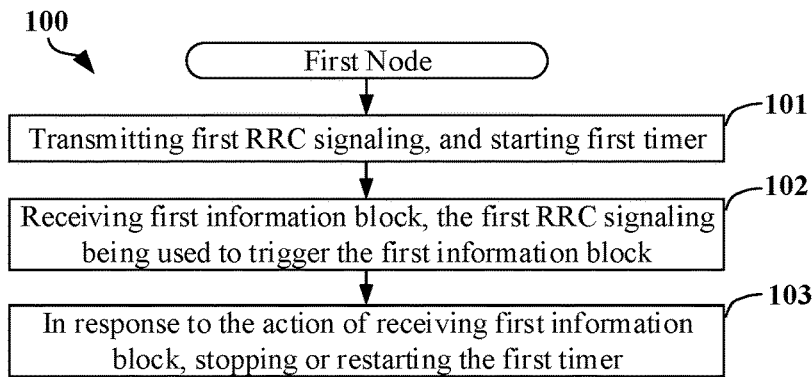 100
First Node
101
Transmitting first RRC signaling, and starting first timer
102
Receiving first information block, the first RRC signaling
being used to trigger the first information block
103
In response to the action of receiving first information
block, stopping or restarting the first timer